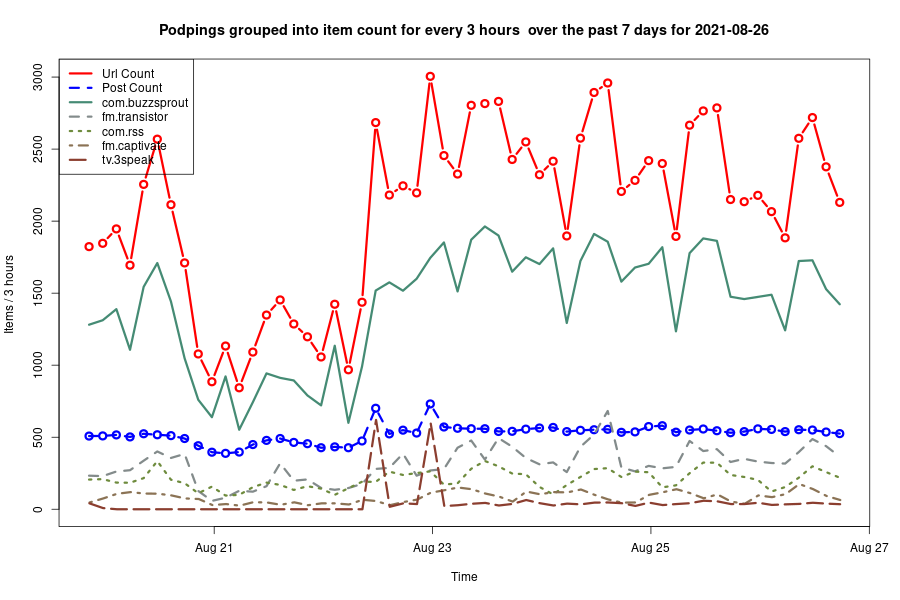 Podpings grouped into item count for every 3 hours  over the past 7 days for 2021-08-26
Url Count
Post Count
com.buzzsprout
fm.transistor
com.rss
fm.captivate
tv.3speak
Items / 3 hours
3000
2500
2000
1500
1000
500
0
Aug 21
Aug 23
Aug 25
Aug 27
Time